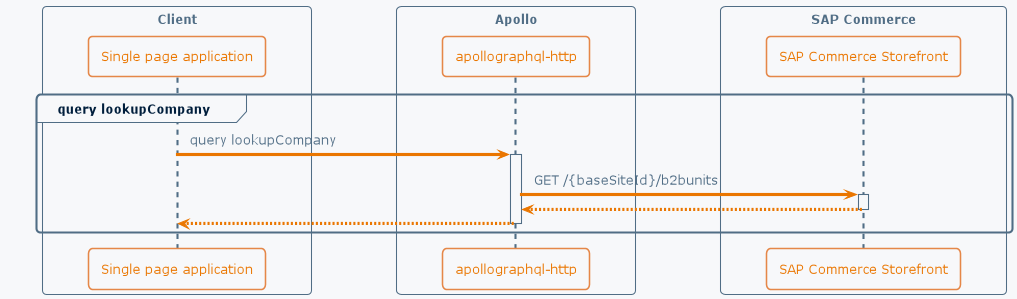 Client
Apollo
SAP Commerce
Single page application
apollographql-http
SAP Commerce Storefront
query lookupCompany
query lookupCompany
GET /{baseSiteId}/b2bunits
Single page application
apollographql-http
SAP Commerce Storefront